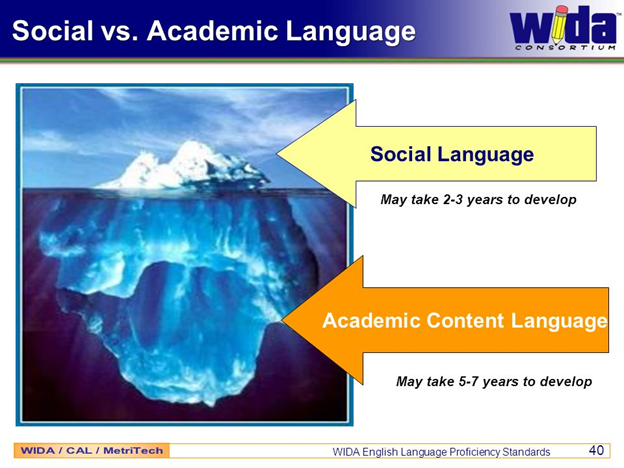 Social vs. Academic Language
WIDA
CONSORTIUM
TM
Social Language
May take 2-3 years to develop
Academic Content Language
May take 5-7 years to develop
WIDA / CAL / MetriTech
WIDA English Language Proficiency Standards
40